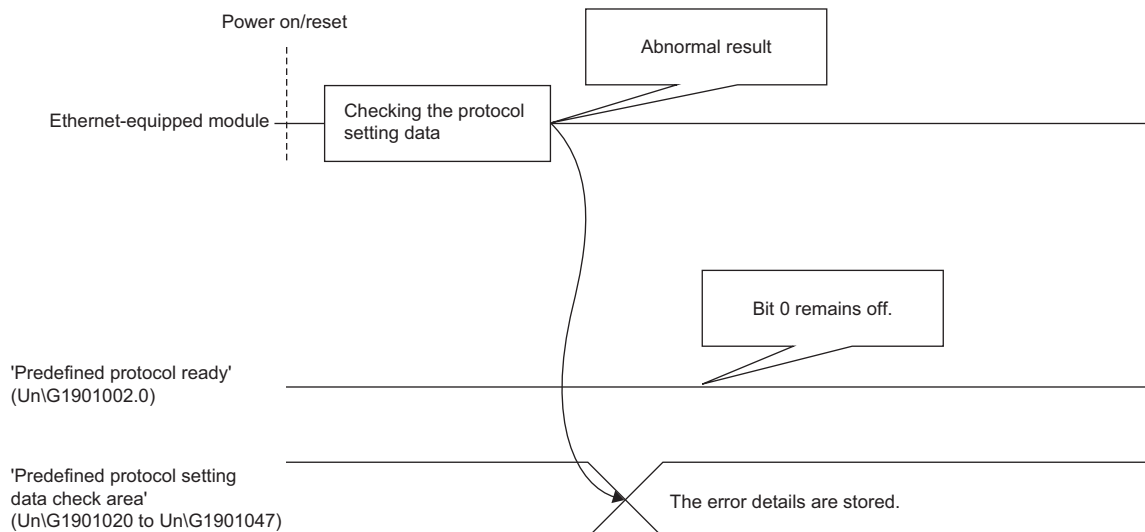 Power on/reset
Abnormal result
Ethernet-equipped module
Checking the protocol
setting data
Bit 0 remains off.
'Predefined protocol ready'
(Un\G1901002.0)
'Predefined protocol setting
data check area'
(Un\G1901020 to Un\G1901047)
The error details are stored.